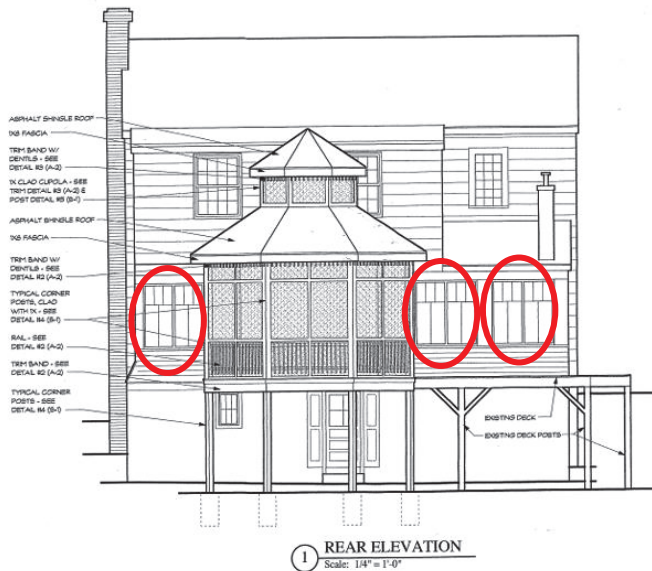 ASPHALT SHINGLE ROOF
1X6 FASCIA
TRIM BAND W/
DENTILS - SEE
DETAIL #3 (A-2)
1X CLAD CUPOLA - SEE
TRIM DETAIL #3 (A-2) &
POST DETAIL #5 (S-1)
ASPHALT SHINGLE ROOF
1X6 FASCIA
TRIM BAND W/
DENTILS - SEE
DETAIL #2 (A-2)
TYPICAL CORNER
POSTS, CLAD
WITH 1X - SEE
DETAIL #4 (S-1)
RAIL - SEE
DETAIL #2 (A-2)
TRIM BAND - SEE
DETAIL #2 (A-2)
TYPICAL CORNER
POSTS - SEE
DETAIL #4 (S-1)
EXISTING DECK
EXISTING DECK POSTS
1 REAR ELEVATION
Scale: 1/4" = 1'-0"